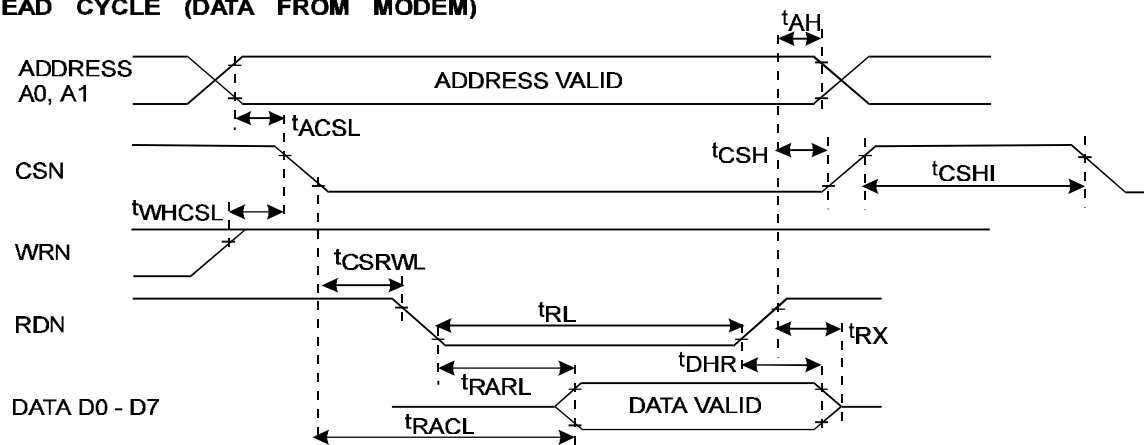 EAD CYCLE (DATA FROM MODEM)
tAH
ADDRESS
A0, A1
ADDRESS VALID
tACSL
CSN
tCSH
tCSHI
tWHCSL
WRN
tCSRWL
RDN
tRL
tRX
tDHR
tRARL
DATA D0 - D7
DATA VALID
tRACL